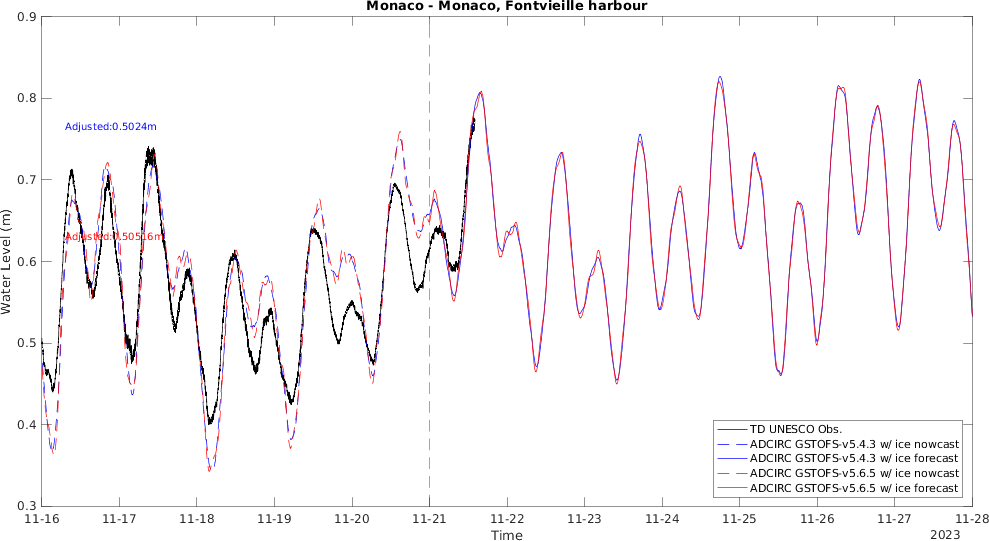 Monaco - Monaco, Fontvieille harbour
0.9
0.8
0.7
0.6
0.5
0.4
0.3
Water Level (m)
Adjusted:0.5024m
Adjusted:0.50516m
TD UNESCO Obs.
ADCIRC GSTOFS-v5.4.3 w/ ice nowcast
ADCIRC GSTOFS-v5.4.3 w/ ice forecast
ADCIRC GSTOFS-v5.6.5 w/ ice nowcast
ADCIRC GSTOFS-v5.6.5 w/ ice forecast
11-16 11-17 11-18 11-19 11-20 11-21 11-22 11-23 11-24 11-25 11-26 11-27 11-28
Time
2023